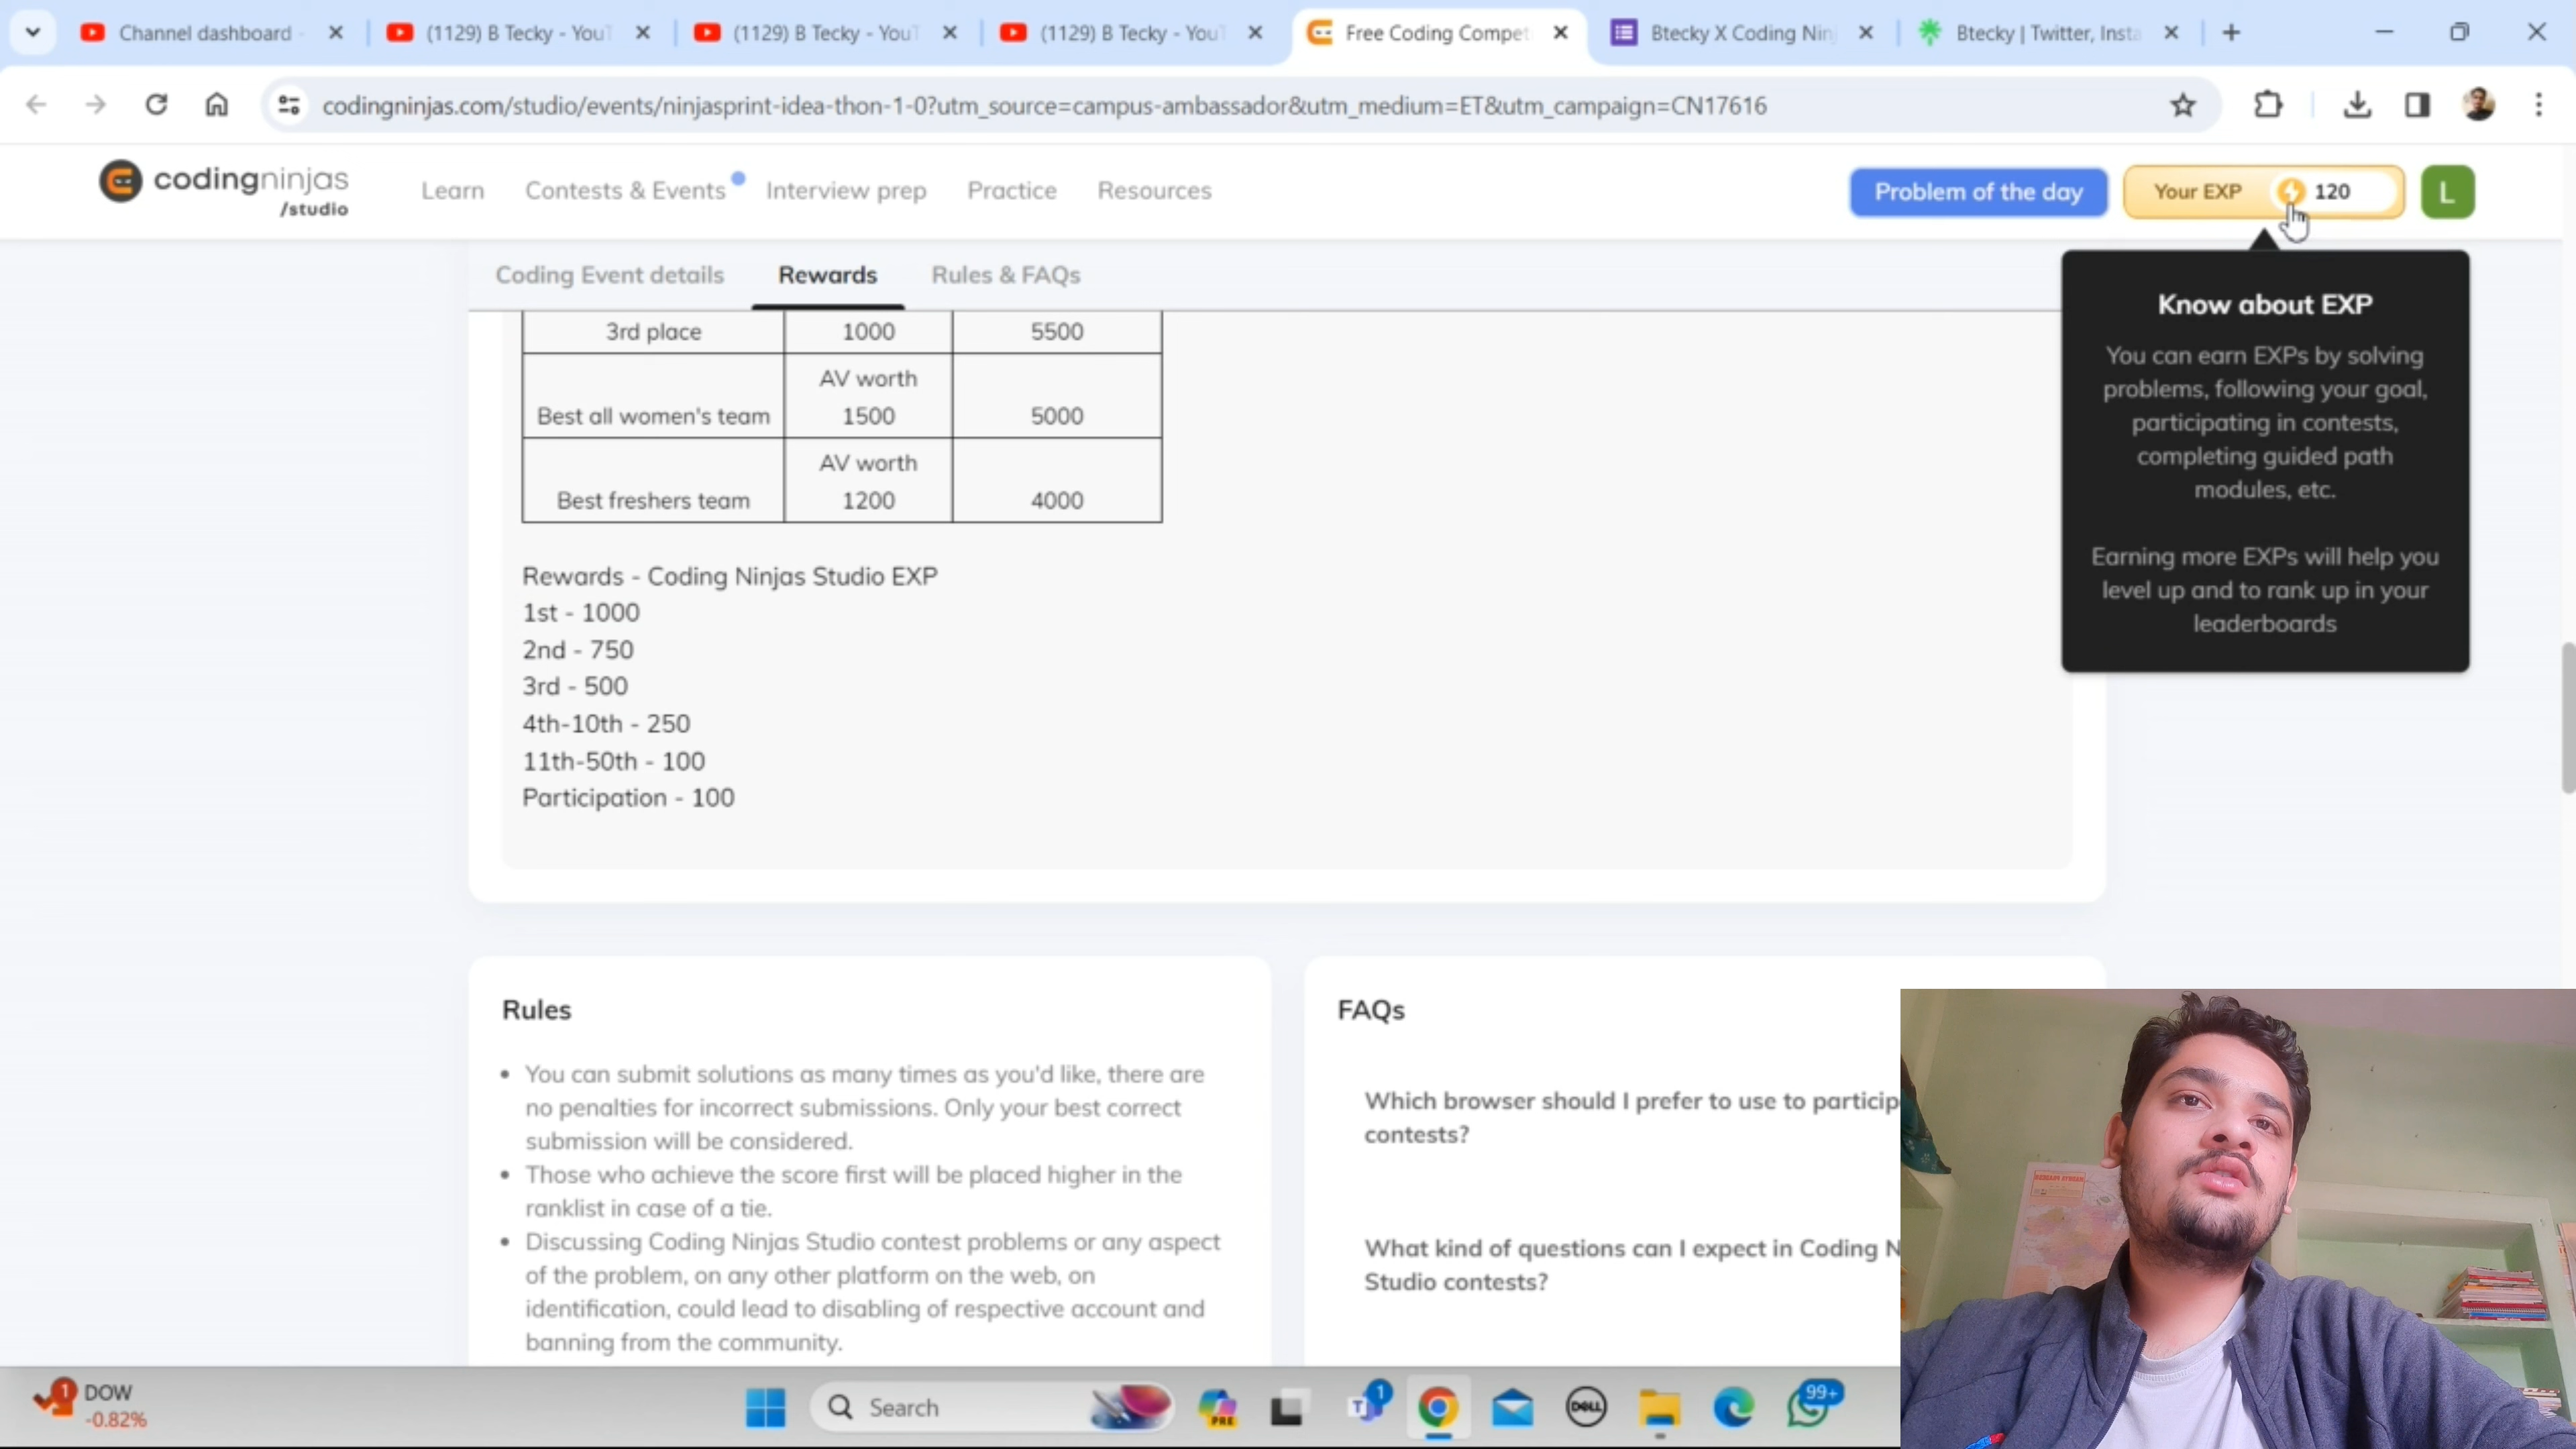 Channel dashboard -
(1129) B Tecky - YouT
(1129) B Tecky - YouT
(1129) B Tecky - YouT
Free Coding Compet
Btecky X Coding Nin
Btecky | Twitter, Insta
codingninjas.com/studio/events/ninjasprint-idea-thon-1-0?utm_source=campus-ambassador&utm_medium=ET&utm_campaign=CN17616
codingninjas
/studio
Learn
Contests & Events
Interview prep
Practice
Resources
Problem of the day
Your EXP
120
L
Coding Event details
Rewards
Rules & FAQs
Know about EXP
You can earn EXPs by solving
problems, following your goal,
participating in contests,
completing guided path
modules, etc.
Earning more EXPs will help you
level up and to rank up in your
leaderboards
3rd place 1000 5500
AV worth
Best all women's team 1500 5000
AV worth
Best freshers team 1200 4000
Rewards - Coding Ninjas Studio EXP
1st - 1000
2nd - 750
3rd - 500
4th-10th - 250
11th-50th - 100
Participation - 100
Rules
You can submit solutions as many times as you'd like, there are
no penalties for incorrect submissions. Only your best correct
submission will be considered.
Those who achieve the score first will be placed higher in the
ranklist in case of a tie.
Discussing Coding Ninjas Studio contest problems or any aspect
of the problem, on any other platform on the web, on
identification, could lead to disabling of respective account and
banning from the community.
FAQs
Which browser should I prefer to use to particip
contests?
What kind of questions can I expect in Coding N
Studio contests?
1
DOW
-0.82%
Search
PRE
T
1
DELL
99+